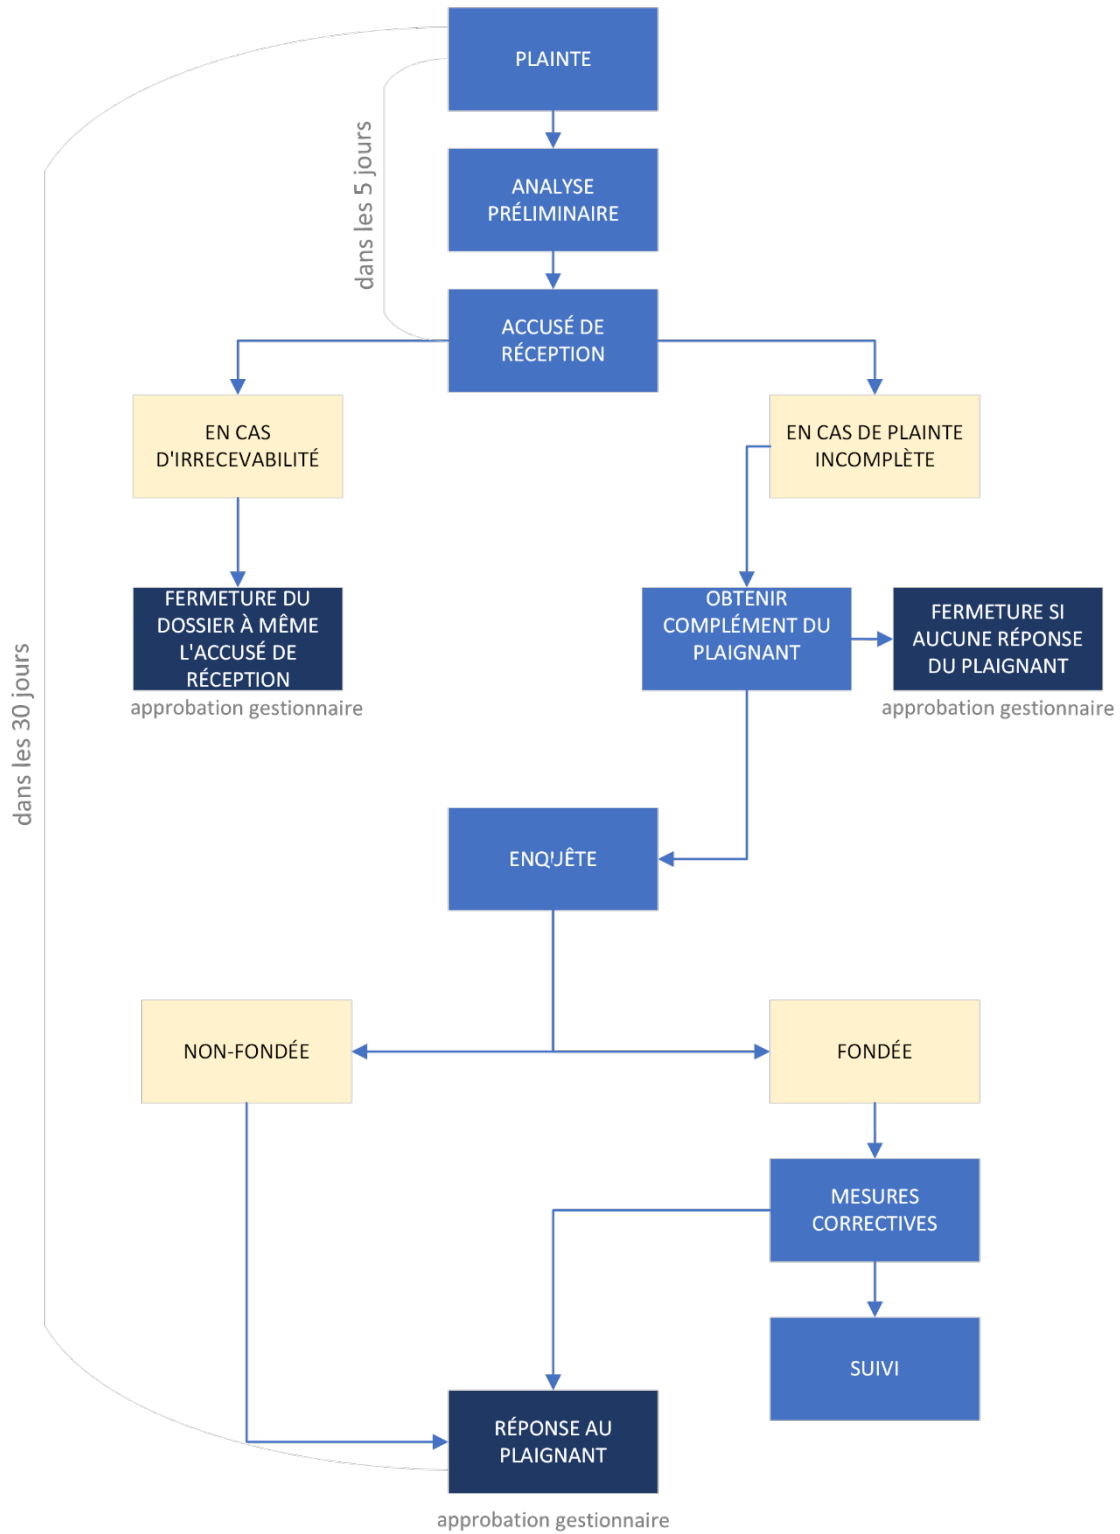 PLAINTE
dans les 5 jours
ANALYSE
PRÉLIMINAIRE
ACCUSÉ DE
RÉCEPTION
EN CAS
D'IRRECEVABILITÉ
EN CAS DE PLAINTE
INCOMPLÈTE
FERMETURE DU
DOSSIER À MÊME
L'ACCUSÉ DE
RÉCEPTION
approbation gestionnaire
OBTENIR
COMPLÉMENT DU
PLAIGNANT
FERMETURE SI
AUCUNE RÉPONSE
DU PLAIGNANT
approbation gestionnaire
dans les 30 jours
ENQUÊTE
NON-FONDÉE
FONDÉE
MESURES
CORRECTIVES
SUIVI
RÉPONSE AU
PLAIGNANT
approbation gestionnaire